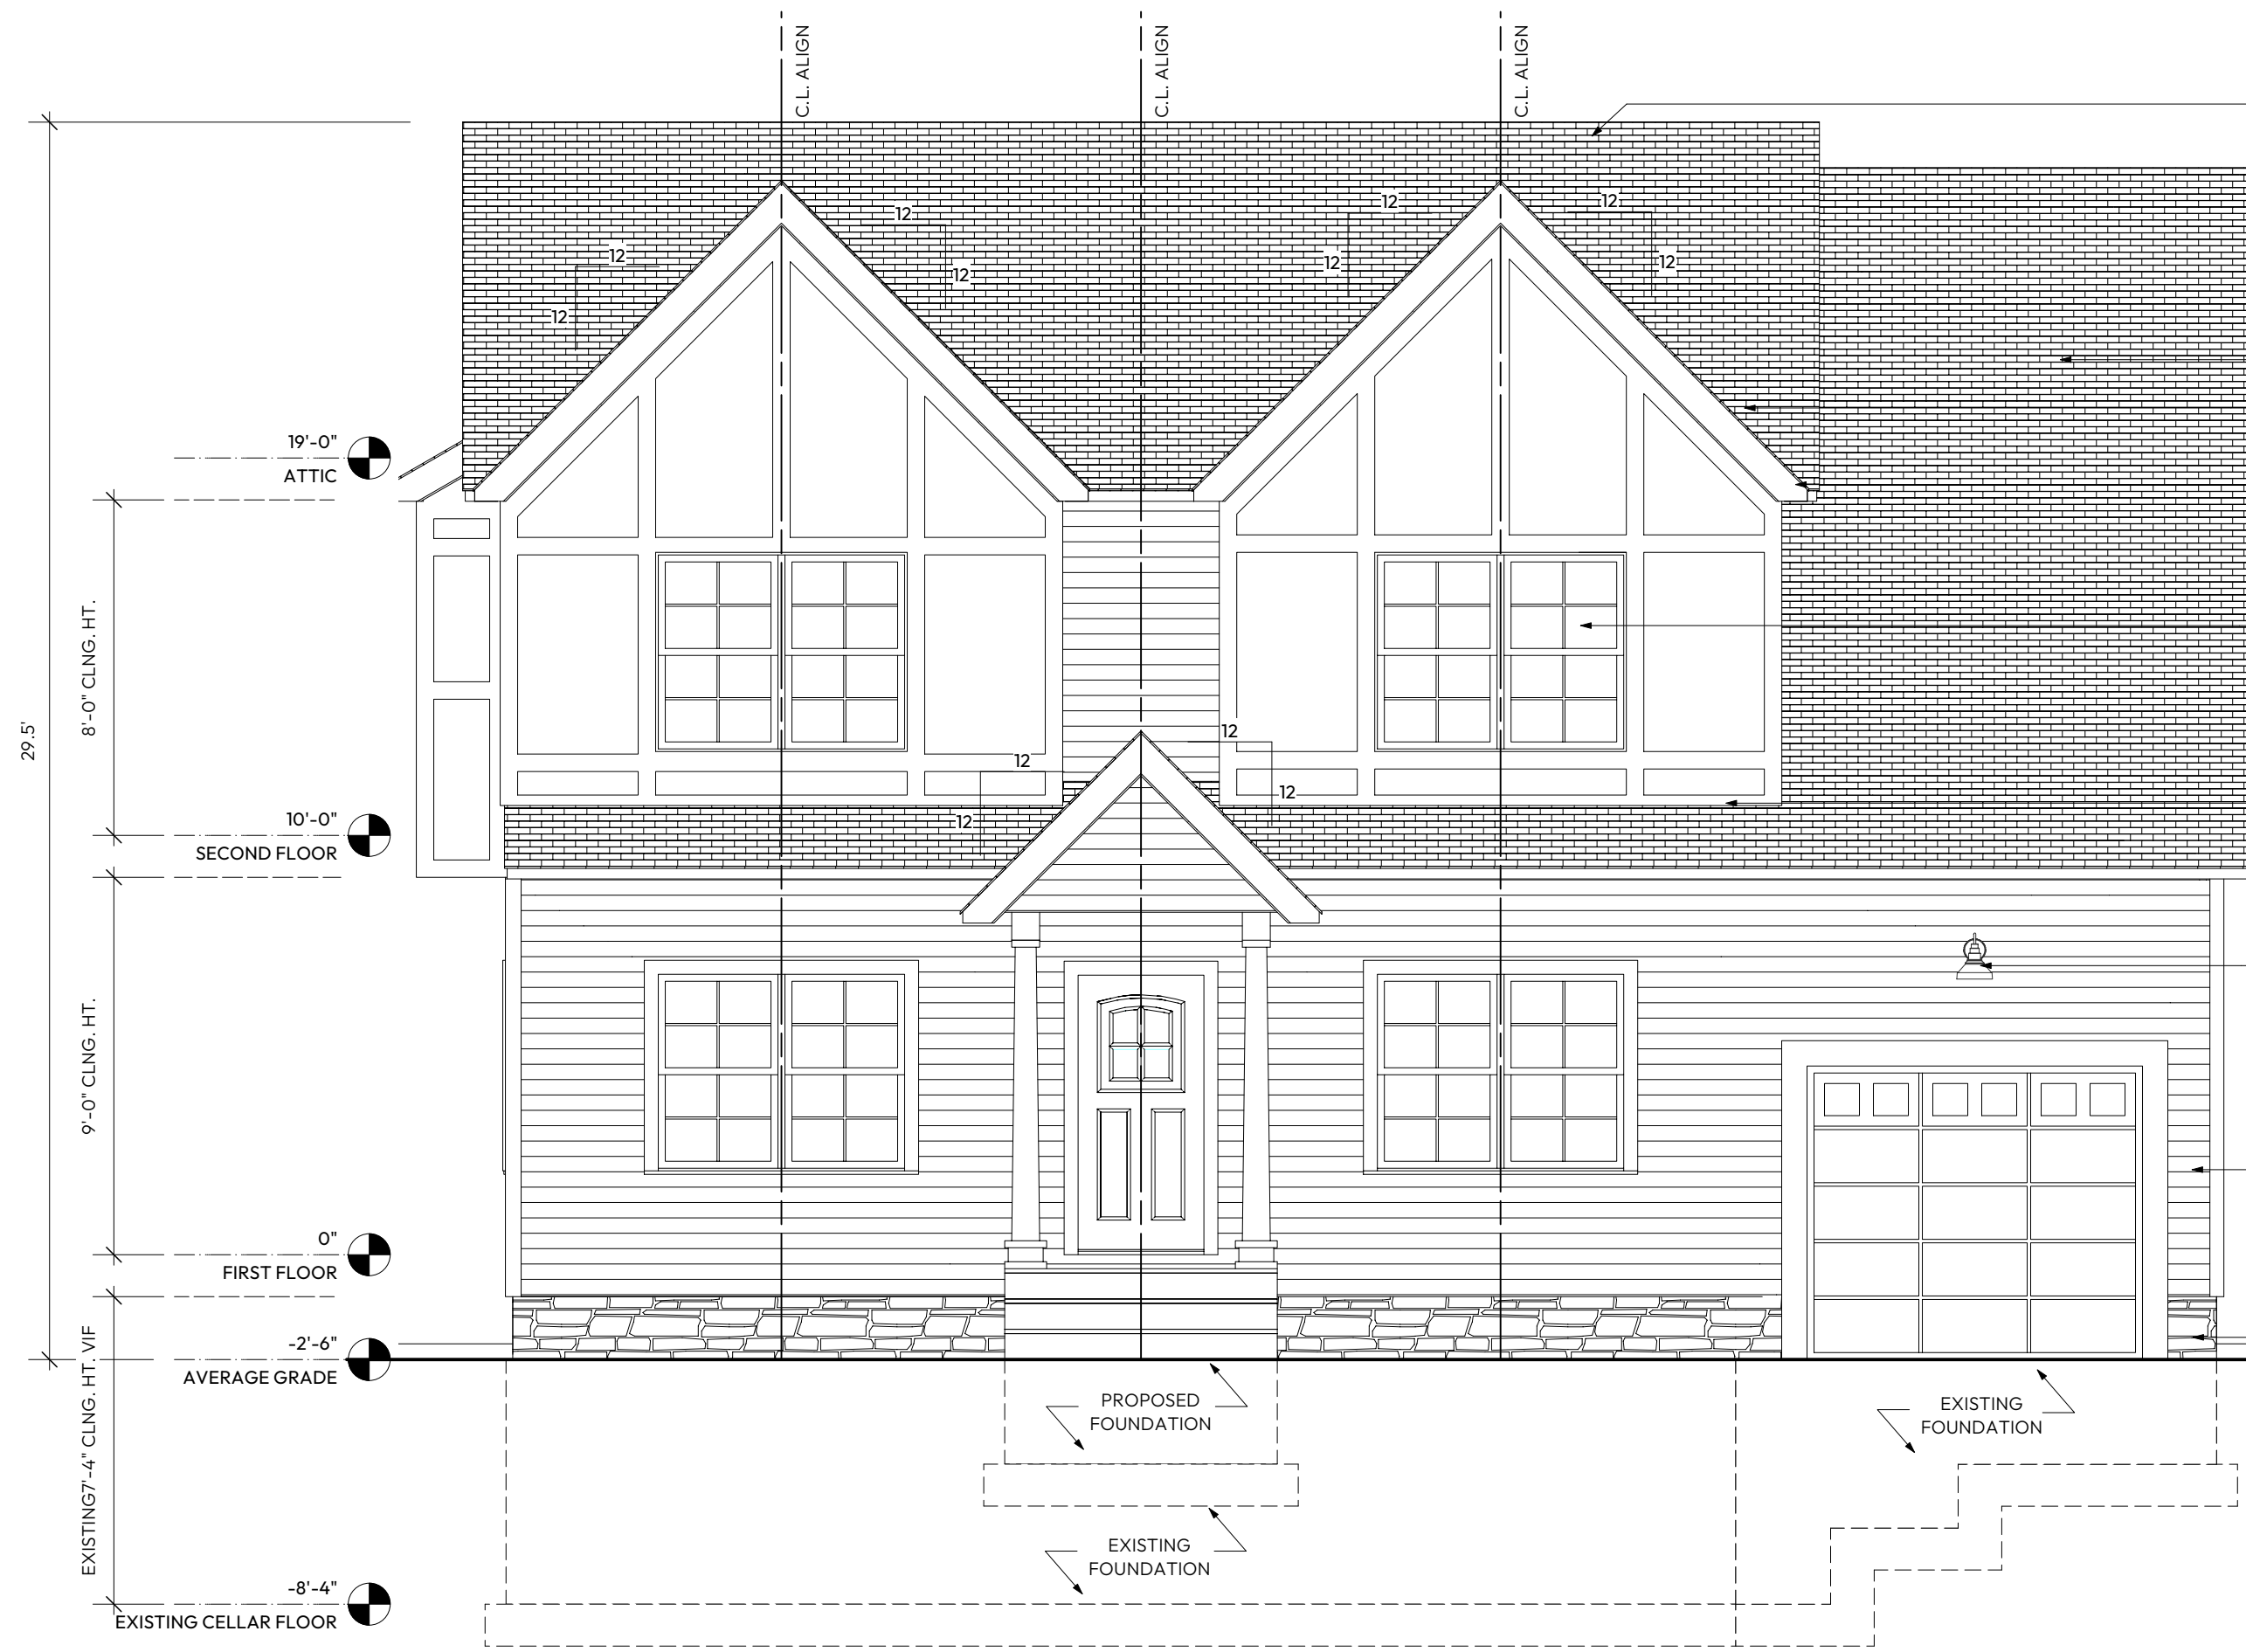 C.L. ALIGN
C.L. ALIGN
C.L. ALIGN
12
12
12
12
12
12
12
12
19'-0"
ATTIC
8'-0" CLNG. HT.
29.5'
12
12
12
12
10'-0"
SECOND FLOOR
9'-0" CLNG. HT.
0"
FIRST FLOOR
-2'-6"
AVERAGE GRADE
EXISTING7'-4" CLNG. HT. VIF
PROPOSED
FOUNDATION
EXISTING
FOUNDATION
EXISTING
FOUNDATION
-8'-4"
EXISTING CELLAR FLOOR